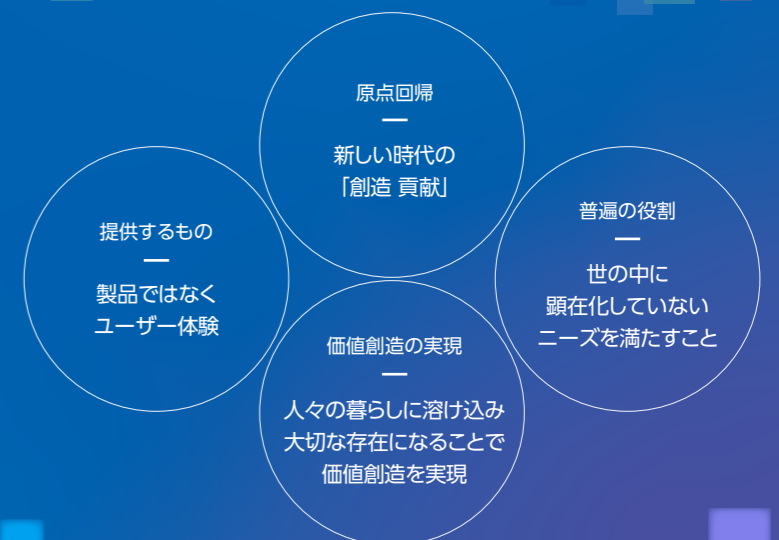 原点回帰
新しい時代の
「創造 貢献」
提供するもの
製品ではなく
ユーザー体験
普遍の役割
世の中に
顕在化していない
ニーズを満たすこと
価値創造の実現
人々の暮らしに溶け込み
大切な存在になることで
価値創造を実現